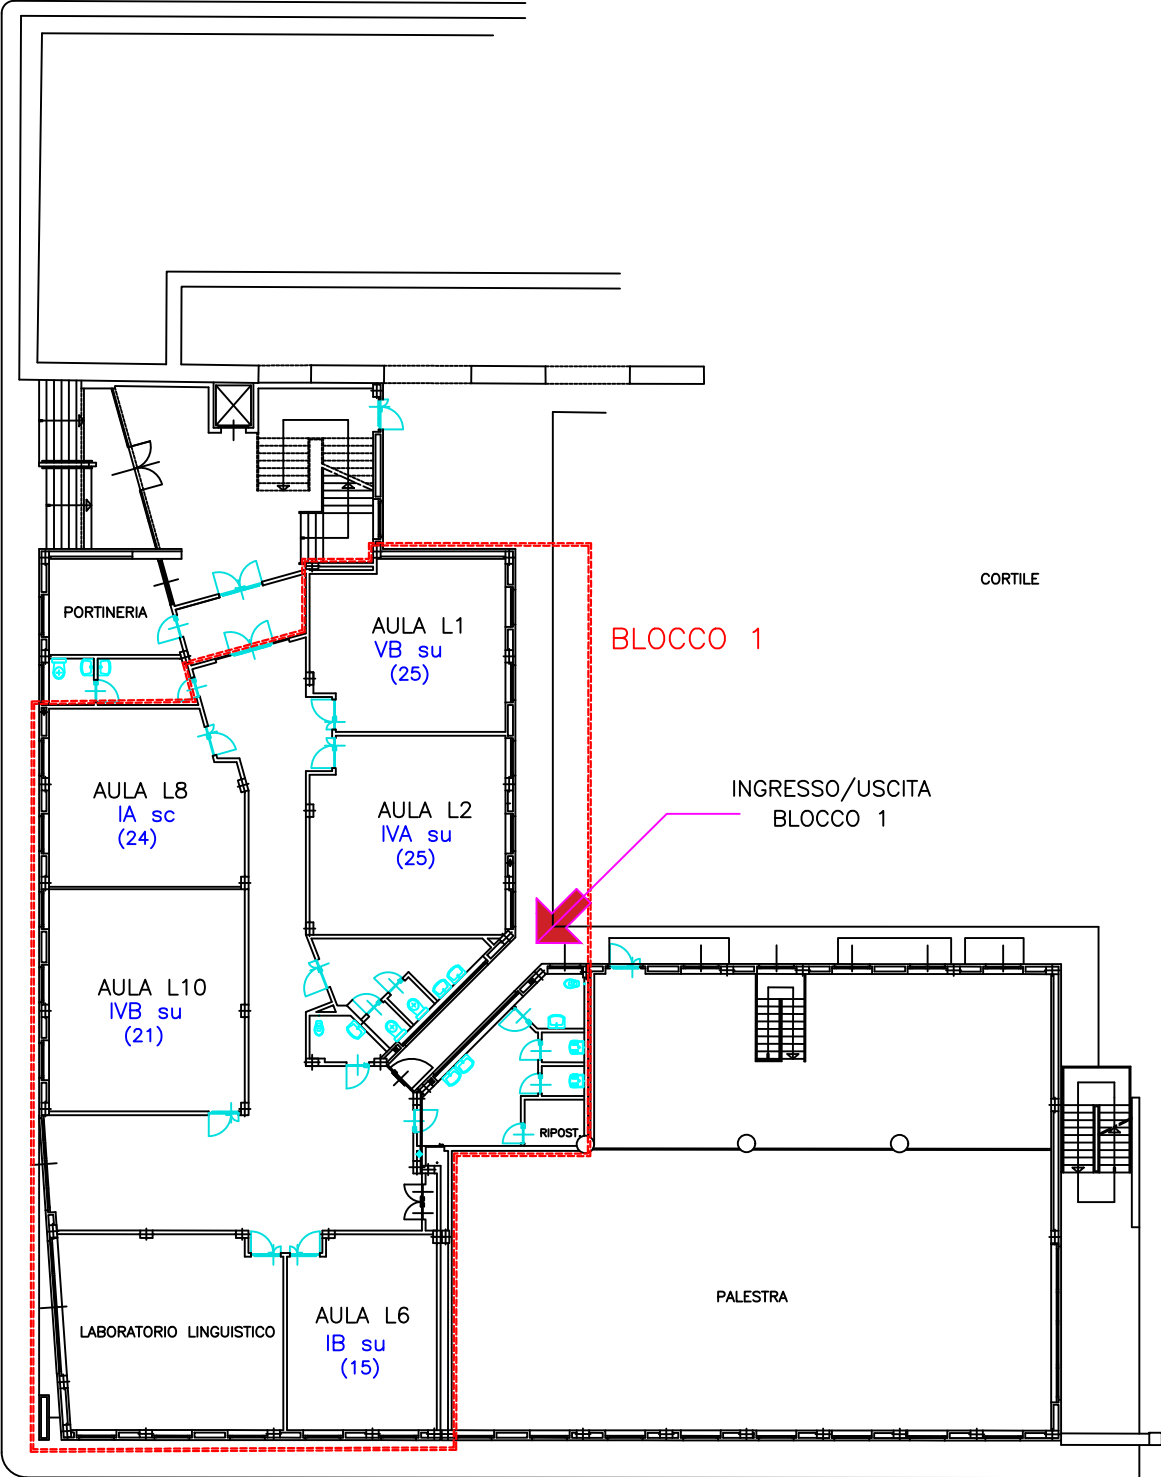 CORTILE
PORTINERIA
AULA L1
VB su
(25)
BLOCCO 1
AULA L8
IA sc
(24)
AULA L2
IVA su
(25)
INGRESSO/USCITA
BLOCCO 1
AULA L10
IVB su
(21)
RIPOST.
PALESTRA
LABORATORIO LINGUISTICO
AULA L6
IB su
(15)